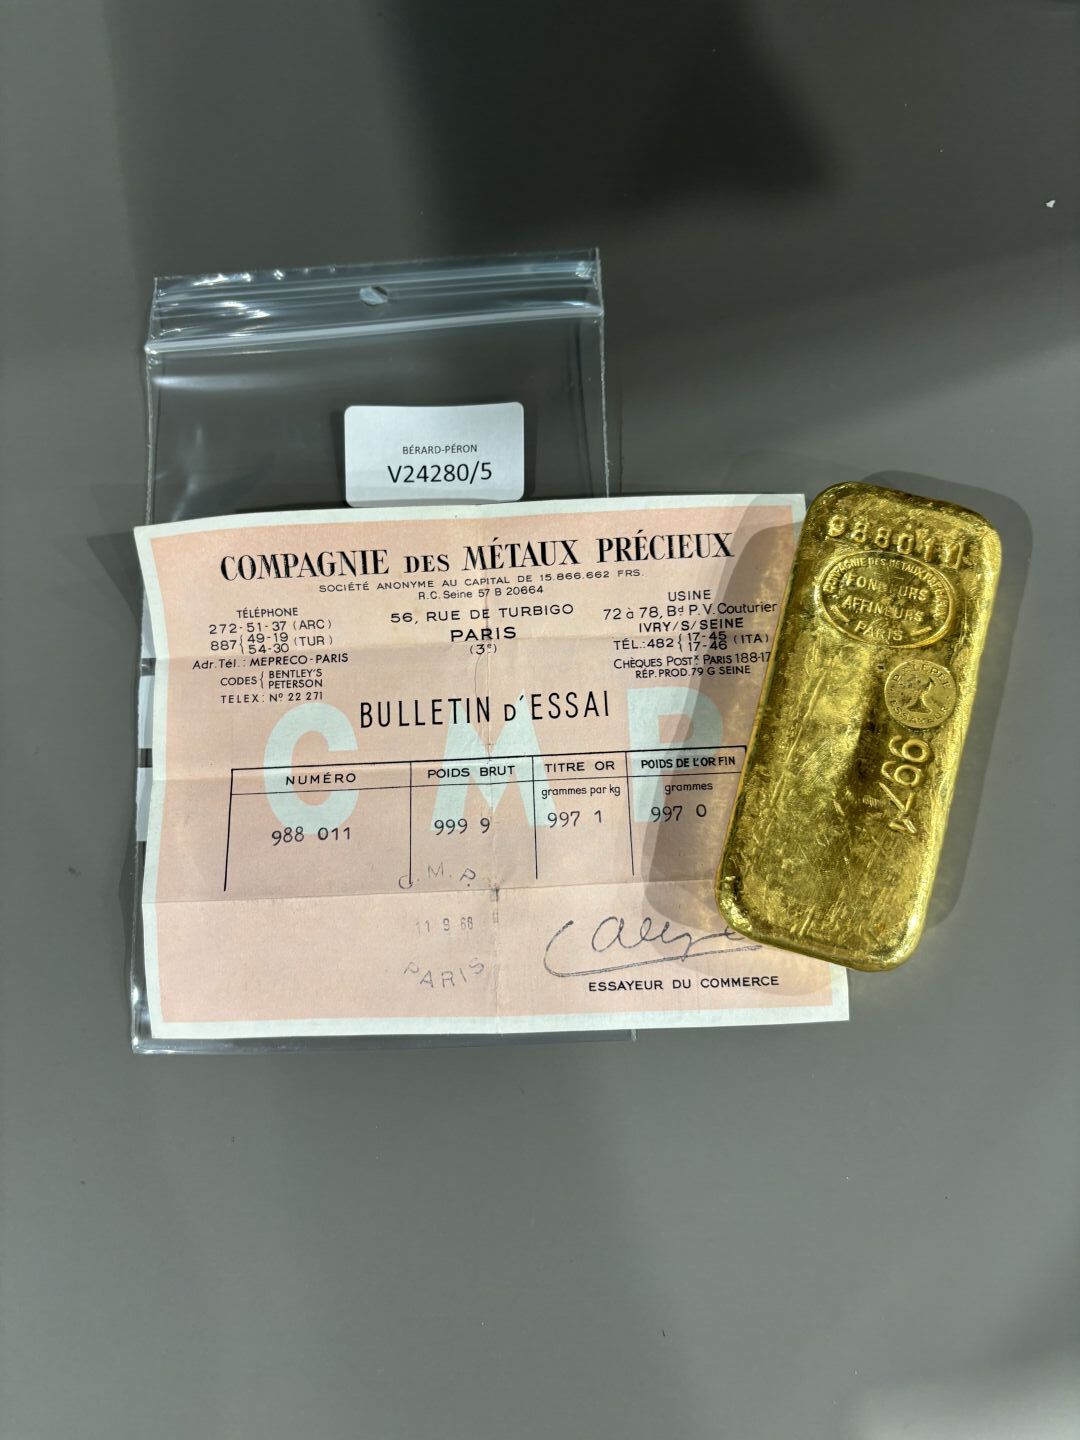 BÉRARD-PÉRON
V24280/5
COMPAGNIE DES MÉTAUX PRÉCIEUX
SOCIÉTÉ ANONYME AU CAPITAL DE 15.866.662 FRS.
R.C. Seine 57 B 20664
TÉLÉPHONE
272-51-37 (ARC)
887 { 49-19 (TUR)
54-30
Adr. Tél.: MEPRECO-PARIS
CODES { BENTLEY'S
PETERSON
TELEX: Nº 22 271
56, RUE DE TURBIGO
PARIS
(3ᵉ)
USINE
72 à 78, Bᵈ P.V. Couturier
IVRY/S/SEINE
TÉL.: 482 { 17-45 (ITA)
17-46
CHÈQUES POSTˣ PARIS 188-17
RÉP. PROD. 79 G SEINE
BULLETIN D'ESSAI
CMP
NUMÉRO POIDS BRUT TITRE OR POIDS DE L'OR FIN
grammes par kg grammes
988 011 999 9 997 1 997 0
C.M.P.
11 9 68
PARIS
ESSAYEUR DU COMMERCE
988011
COMPAGNIE DES METAUX PRECIEUX
FONDEURS
AFFINEURS
PARIS
9971